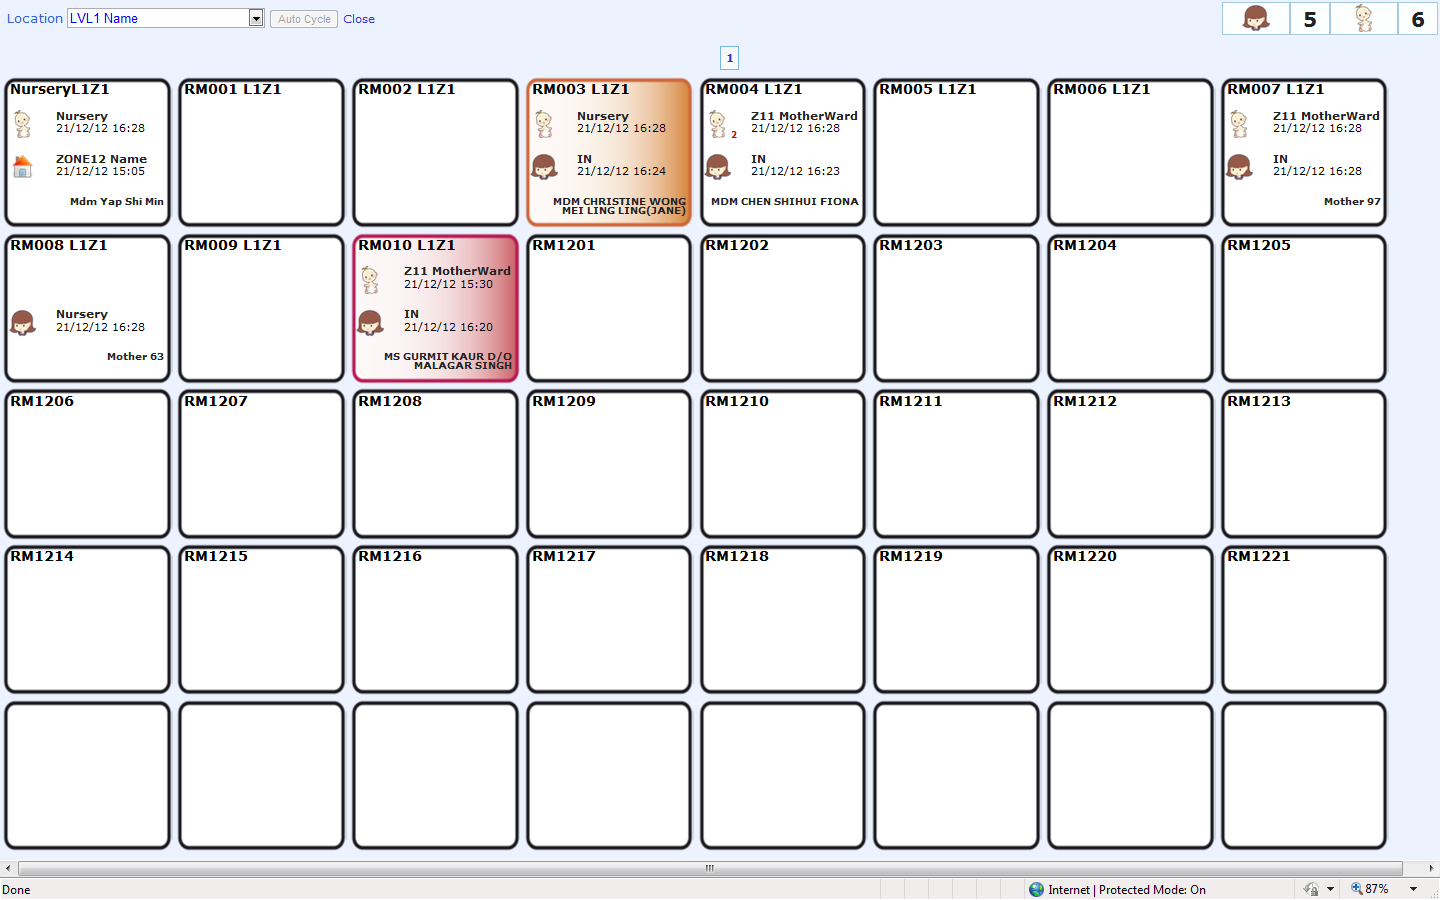 Location LVL1 Name Auto Cycle Close 5 6
1
NurseryL1Z1
Nursery
21/12/12 16:28
ZONE12 Name
21/12/12 15:05
Mdm Yap Shi Min
RM001 L1Z1
RM002 L1Z1
RM003 L1Z1
Nursery
21/12/12 16:28
IN
21/12/12 16:24
MDM CHRISTINE WONG
MEI LING LING(JANE)
RM004 L1Z1
2
Z11 MotherWard
21/12/12 16:28
IN
21/12/12 16:23
MDM CHEN SHIHUI FIONA
RM005 L1Z1
RM006 L1Z1
RM007 L1Z1
Z11 MotherWard
21/12/12 16:28
IN
21/12/12 16:28
Mother 97
RM008 L1Z1
Nursery
21/12/12 16:28
Mother 63
RM009 L1Z1
RM010 L1Z1
Z11 MotherWard
21/12/12 15:30
IN
21/12/12 16:20
MS GURMIT KAUR D/O
MALAGAR SINGH
RM1201
RM1202
RM1203
RM1204
RM1205
RM1206
RM1207
RM1208
RM1209
RM1210
RM1211
RM1212
RM1213
RM1214
RM1215
RM1216
RM1217
RM1218
RM1219
RM1220
RM1221
Done Internet | Protected Mode: On 87%